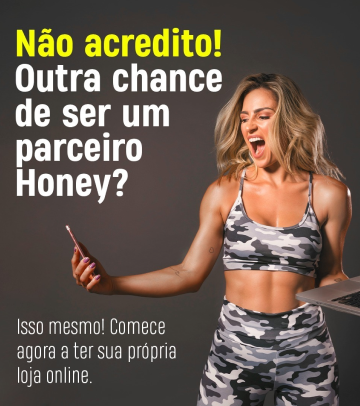 Não acredito!
Outra chance
de ser um
parceiro
Honey?
Isso mesmo! Comece
agora a ter sua própria
loja online.